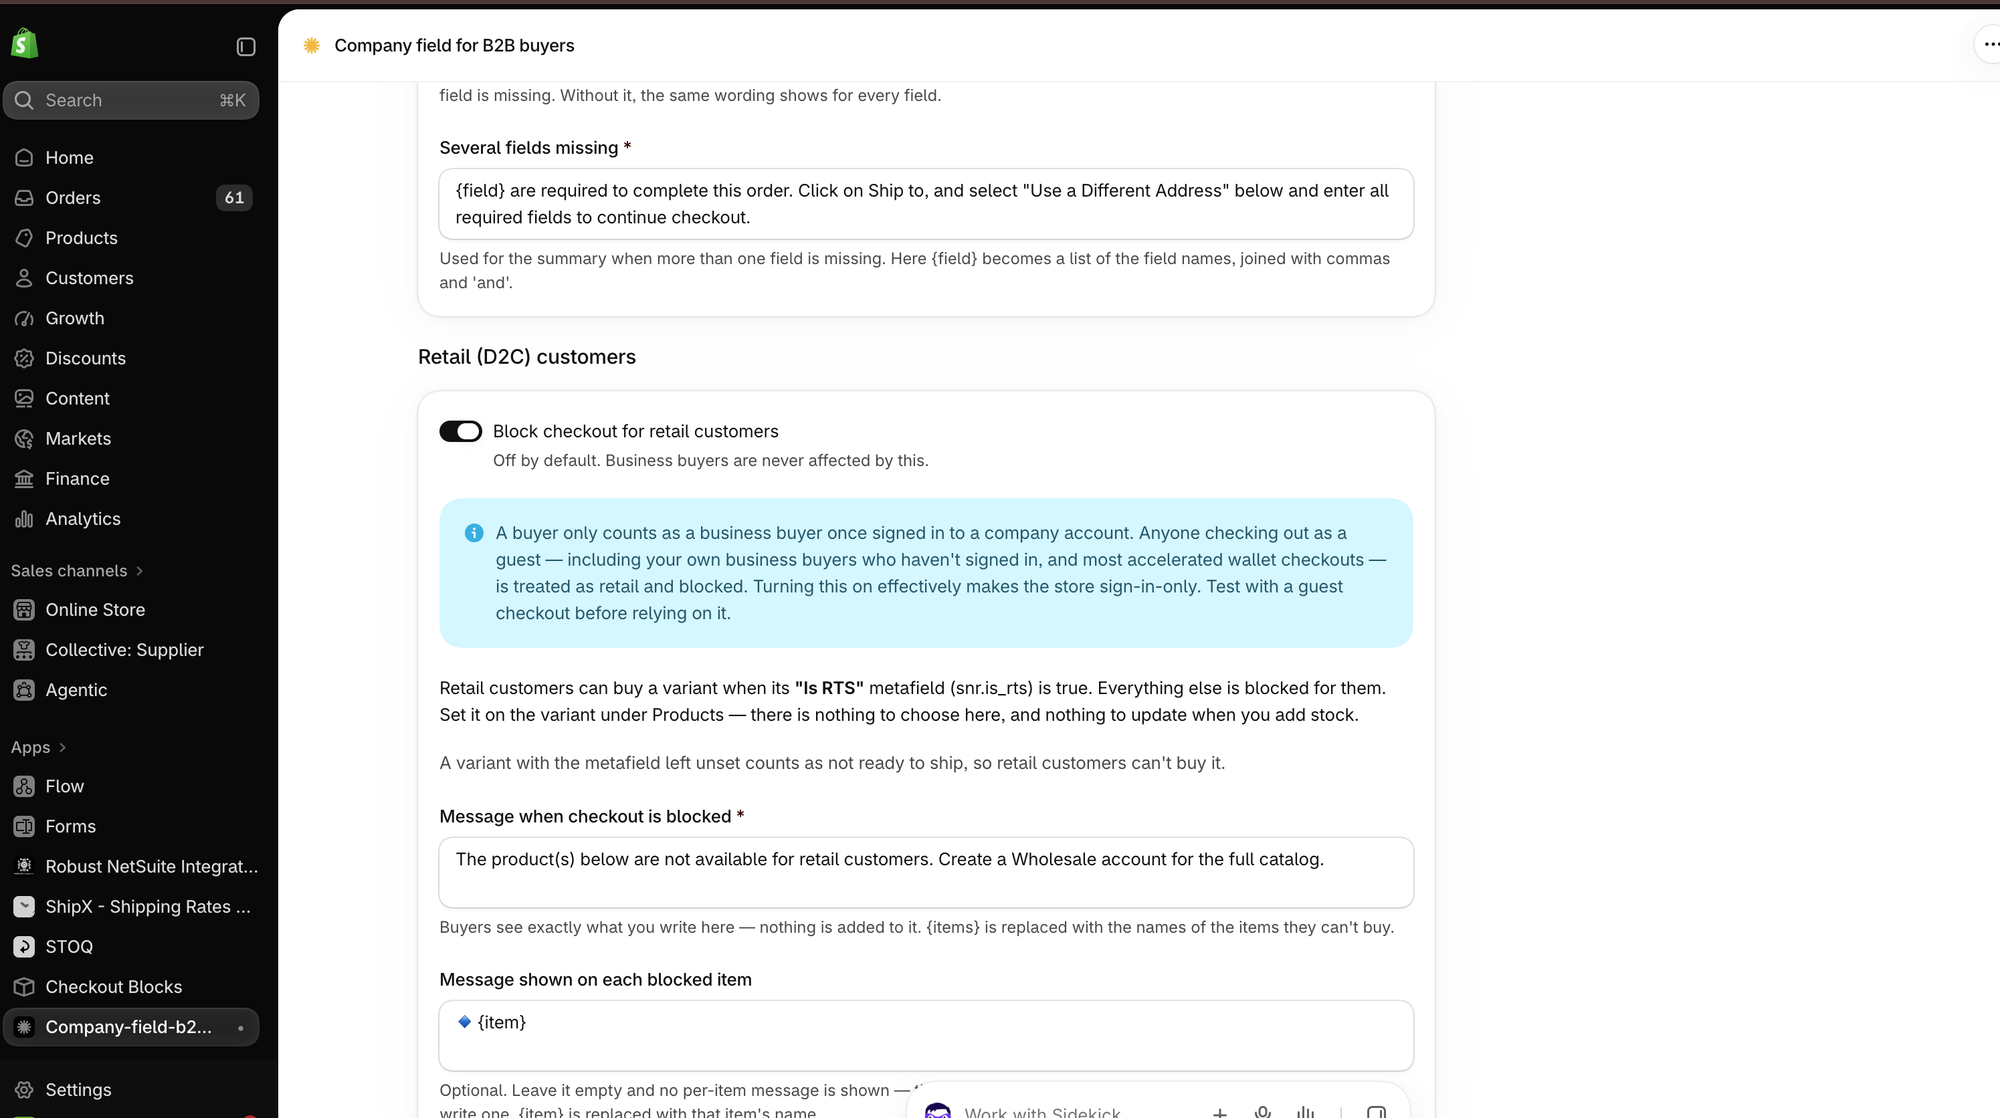 Company field for B2B buyers
Search ⌘K
Home
Orders 61
Products
Customers
Growth
Discounts
Content
Markets
Finance
Analytics
Sales channels
Online Store
Collective: Supplier
Agentic
Apps
Flow
Forms
Robust NetSuite Integrat...
ShipX - Shipping Rates ...
STOQ
Checkout Blocks
Company-field-b2...
Settings
field is missing. Without it, the same wording shows for every field.
Several fields missing *
{field} are required to complete this order. Click on Ship to, and select "Use a Different Address" below and enter all
required fields to continue checkout.
Used for the summary when more than one field is missing. Here {field} becomes a list of the field names, joined with commas
and 'and'.
Retail (D2C) customers
Block checkout for retail customers
Off by default. Business buyers are never affected by this.
A buyer only counts as a business buyer once signed in to a company account. Anyone checking out as a
guest — including your own business buyers who haven't signed in, and most accelerated wallet checkouts —
is treated as retail and blocked. Turning this on effectively makes the store sign-in-only. Test with a guest
checkout before relying on it.
Retail customers can buy a variant when its "Is RTS" metafield (snr.is_rts) is true. Everything else is blocked for them.
Set it on the variant under Products — there is nothing to choose here, and nothing to update when you add stock.
A variant with the metafield left unset counts as not ready to ship, so retail customers can't buy it.
Message when checkout is blocked *
The product(s) below are not available for retail customers. Create a Wholesale account for the full catalog.
Buyers see exactly what you write here — nothing is added to it. {items} is replaced with the names of the items they can't buy.
Message shown on each blocked item
🔹 {item}
Optional. Leave it empty and no per-item message is shown —
write one. {item} is replaced with that item's name
Work with Sidekick